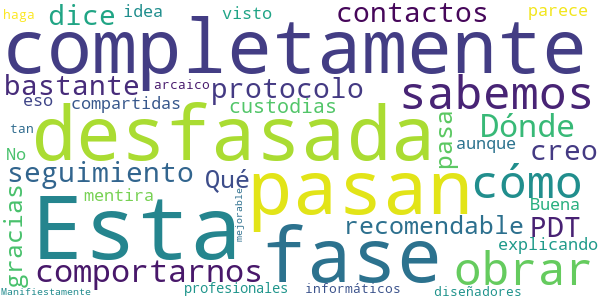 haga
dice
idea
visto
contactos
parece
completamente
bastante
arcaico
protocolo
sabemos
eso
compartidas
custodias
tan
desfasada
pasa
Dónde
No
aunque
creo
seguimiento
Qué
pasan
cómo
gracias
mentira
Esta
mejorable
Buena
recomendable
PDT
fase
explicando
comportarnos
obrar
Manifiestamente
profesionales
informáticos
diseñadores